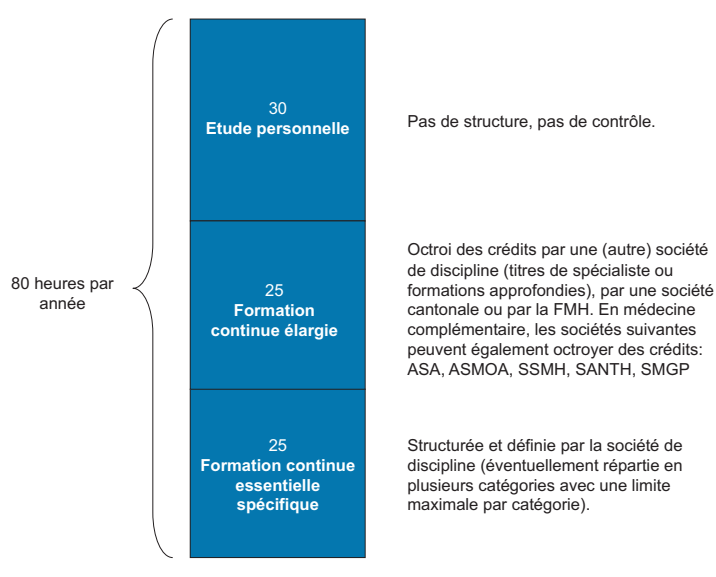 30
Etude personnelle
Pas de structure, pas de contrôle.
80 heures par
année
25
Formation
continue élargie
Octroi des crédits par une (autre) société
de discipline (titres de spécialiste ou
formations approfondies), par une société
cantonale ou par la FMH. En médecine
complémentaire, les sociétés suivantes
peuvent également octroyer des crédits:
ASA, ASMOA, SSMH, SANTH, SMGP
25
Formation continue
essentielle
spécifique
Structurée et définie par la société de
discipline (éventuellement répartie en
plusieurs catégories avec une limite
maximale par catégorie).